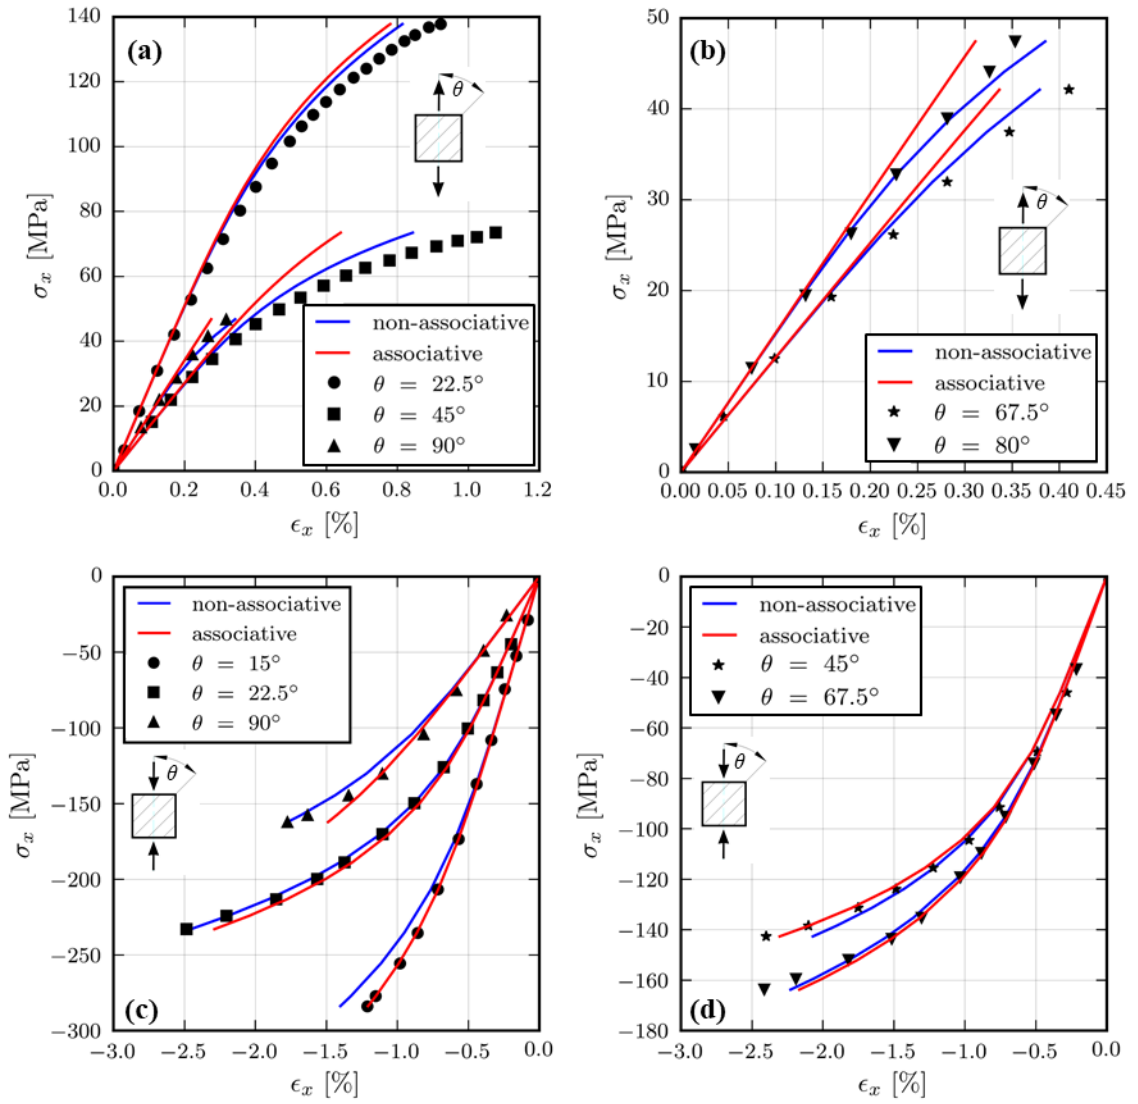 (a)
140
120
100
80
60
40
20
0
σx [MPa]
θ
non-associative
associative
θ = 22.5°
θ = 45°
θ = 90°
0.0 0.2 0.4 0.6 0.8 1.0 1.2
ϵx [%]
(b)
50
40
30
20
10
0
σx [MPa]
θ
non-associative
associative
θ = 67.5°
θ = 80°
0.00 0.05 0.10 0.15 0.20 0.25 0.30 0.35 0.40 0.45
ϵx [%]
(c)
0
−50
−100
−150
−200
−250
−300
σx [MPa]
non-associative
associative
θ = 15°
θ = 22.5°
θ = 90°
θ
−3.0 −2.5 −2.0 −1.5 −1.0 −0.5 0.0
ϵx [%]
(d)
0
−20
−40
−60
−80
−100
−120
−140
−160
−180
σx [MPa]
non-associative
associative
θ = 45°
θ = 67.5°
θ
−3.0 −2.5 −2.0 −1.5 −1.0 −0.5 0.0
ϵx [%]